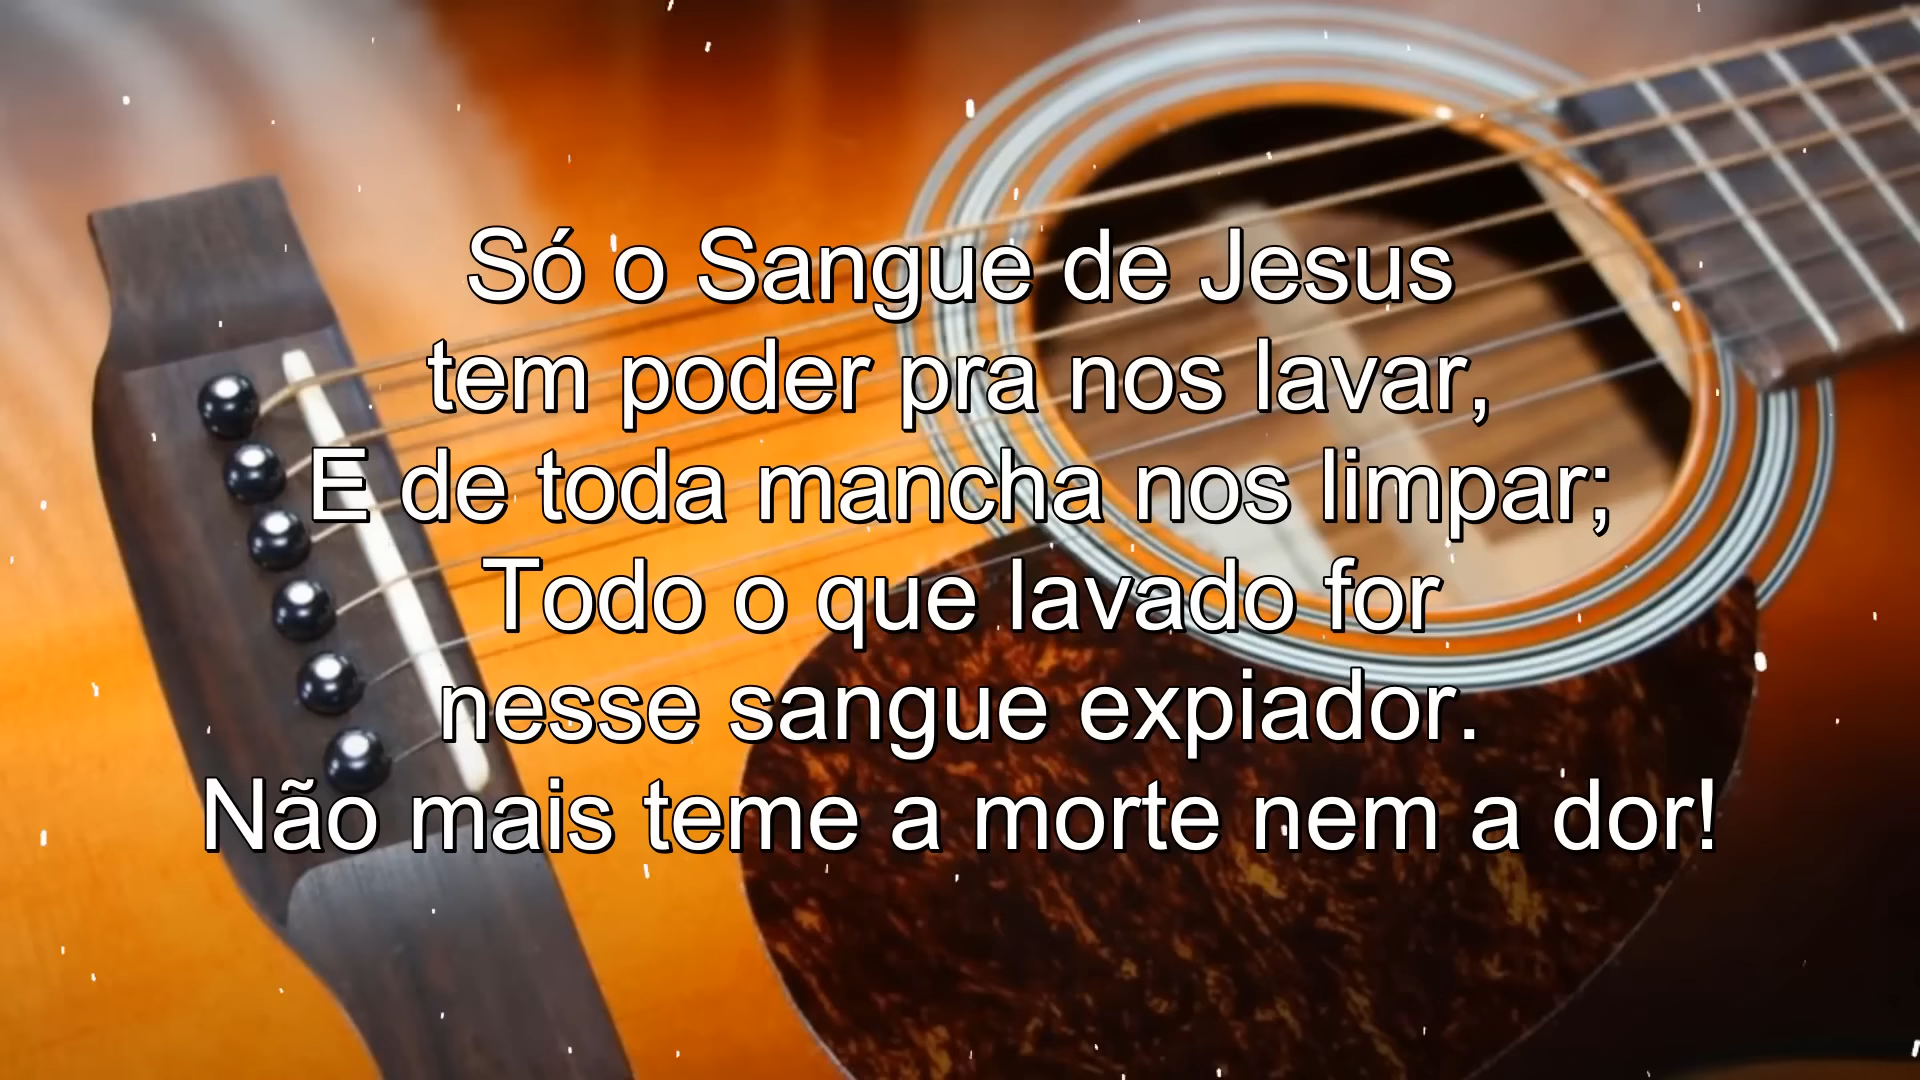 Só o Sangue de Jesus
tem poder pra nos lavar,
E de toda mancha nos limpar;
Todo o que lavado for
nesse sangue expiador.
Não mais teme a morte nem a dor!